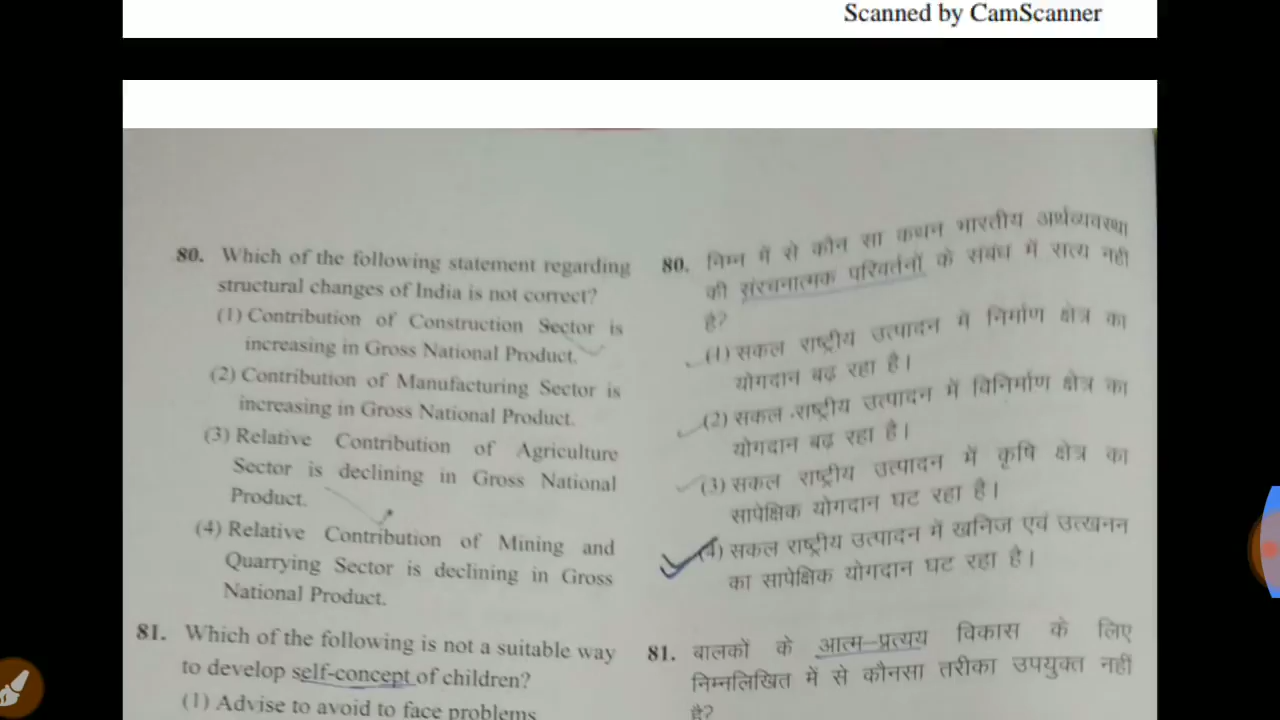 Scanned by CamScanner
80. Which of the following statement regarding
structural changes of India is not correct?
(1) Contribution of Construction Sector is
increasing in Gross National Product.
(2) Contribution of Manufacturing Sector is
increasing in Gross National Product.
(3) Relative Contribution of Agriculture
Sector is declining in Gross National
Product.
(4) Relative Contribution of Mining and
Quarrying Sector is declining in Gross
National Product.
81. Which of the following is not a suitable way
to develop self-concept of children?
(1) Advise to avoid to face problems
80. निम्न में से कौन सा कथन भारतीय अर्थव्यवस्था
की संरचनात्मक परिवर्तनों के संबंध में सत्य नहीं
है?
(1) सकल राष्ट्रीय उत्पादन में निर्माण क्षेत्र का
योगदान बढ़ रहा है।
(2) सकल राष्ट्रीय उत्पादन में विनिर्माण क्षेत्र का
योगदान बढ़ रहा है।
(3) सकल राष्ट्रीय उत्पादन में कृषि क्षेत्र का
सापेक्षिक योगदान घट रहा है।
(4) सकल राष्ट्रीय उत्पादन में खनिज एवं उत्खनन
का सापेक्षिक योगदान घट रहा है।
81. बालकों के आत्म-प्रत्यय विकास के लिए
निम्नलिखित में से कौनसा तरीका उपयुक्त नहीं
है?